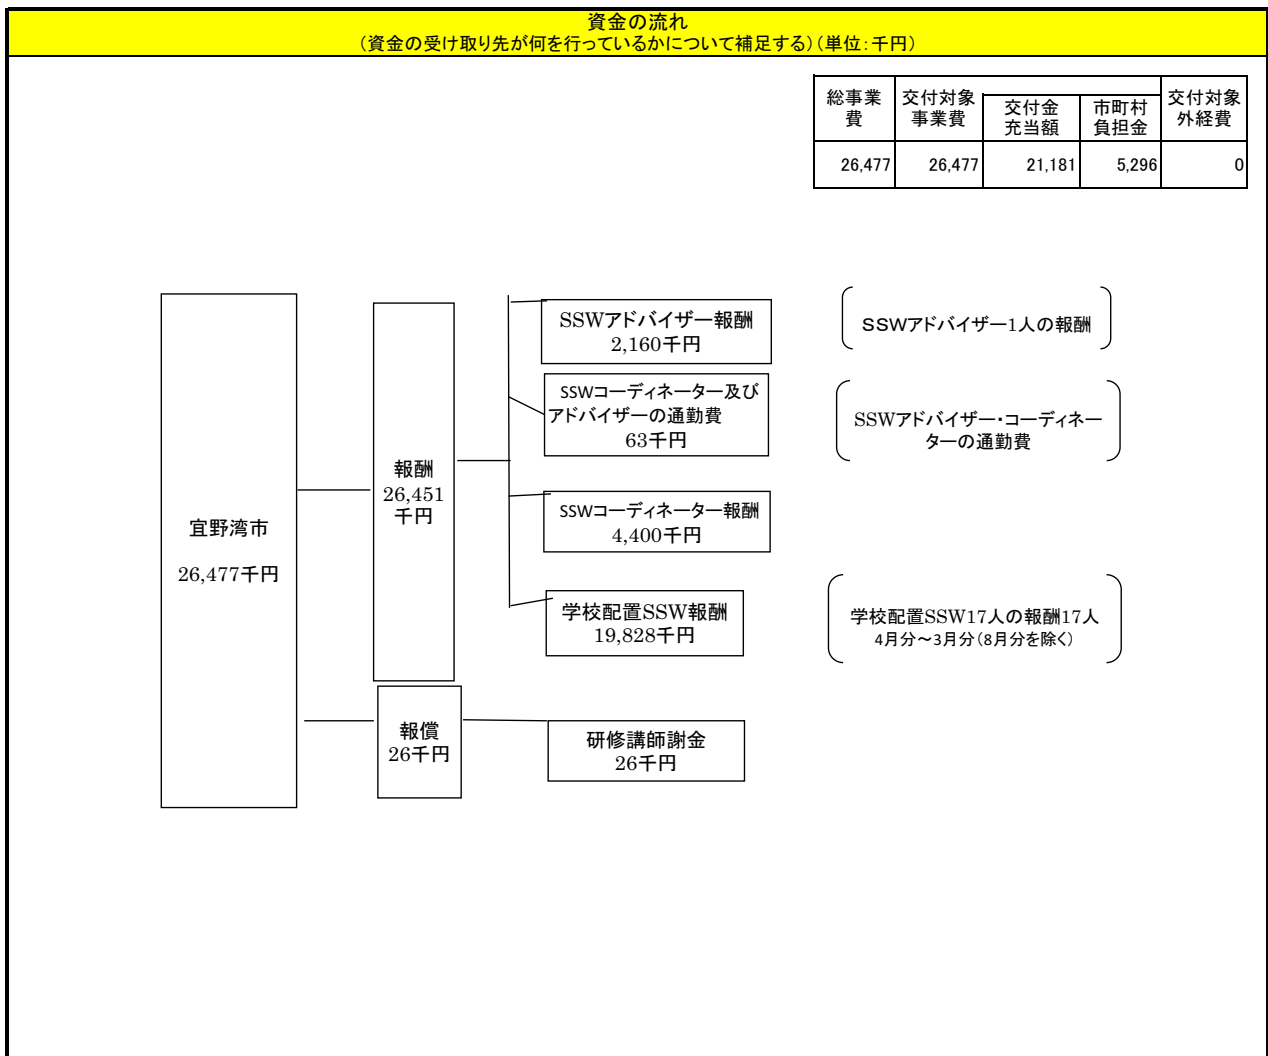 資金の流れ
（資金の受け取り先が何を行っているかについて補足する）（単位：千円）
総事業
費
交付対象
事業費
交付金
充当額
市町村
負担金
交付対象
外経費
26,477
26,477
21,181
5,296
0
宜野湾市
26,477千円
報酬
26,451
千円
SSWアドバイザー報酬
2,160千円
SSWアドバイザー1人の報酬
SSWコーディネーター及び
アドバイザーの通勤費
63千円
SSWアドバイザー・コーディネー
ターの通勤費
SSWコーディネーター報酬
4,400千円
学校配置SSW報酬
19,828千円
学校配置SSW17人の報酬17人
4月分～3月分（8月分を除く）
報償
26千円
研修講師謝金
26千円